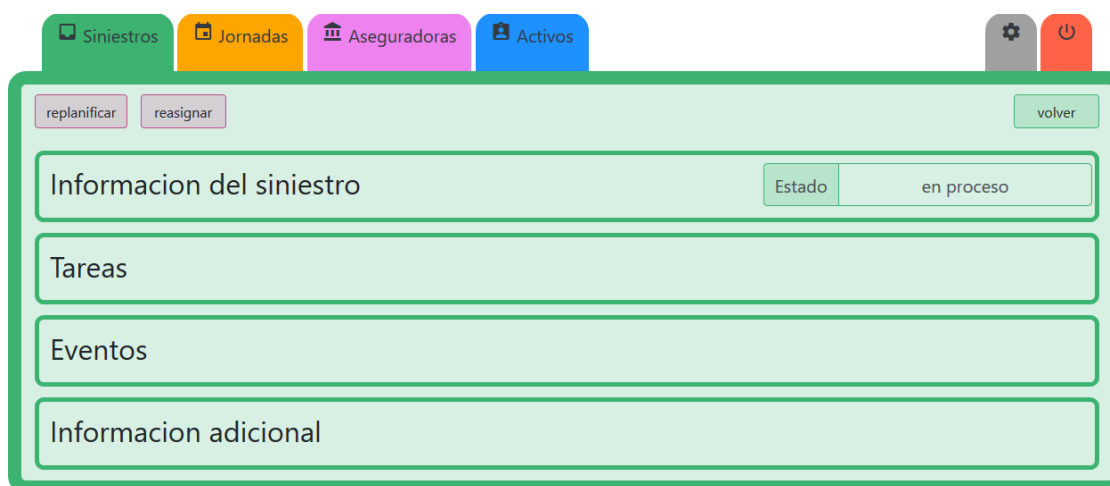 Siniestros Jornadas Aseguradoras Activos
replanificar reasignar volver
Informacion del siniestro Estado en proceso
Tareas
Eventos
Informacion adicional